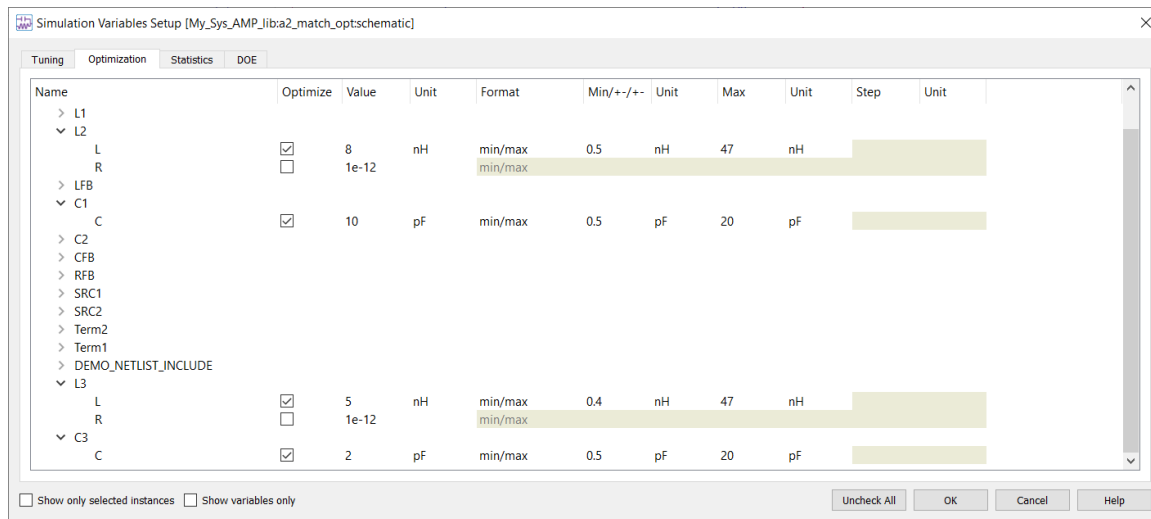 Simulation Variables Setup [My_Sys_AMP_lib:a2_match_opt:schematic]
Tuning Optimization Statistics DOE
Name Optimize Value Unit Format Min/+-/+- Unit Max Unit Step Unit
L1
L2
L 8 nH min/max 0.5 nH 47 nH
R 1e-12 min/max
LFB
C1
C 10 pF min/max 0.5 pF 20 pF
C2
CFB
RFB
SRC1
SRC2
Term2
Term1
DEMO_NETLIST_INCLUDE
L3
L 5 nH min/max 0.4 nH 47 nH
R 1e-12 min/max
C3
C 2 pF min/max 0.5 pF 20 pF
Show only selected instances Show variables only Uncheck All OK Cancel Help